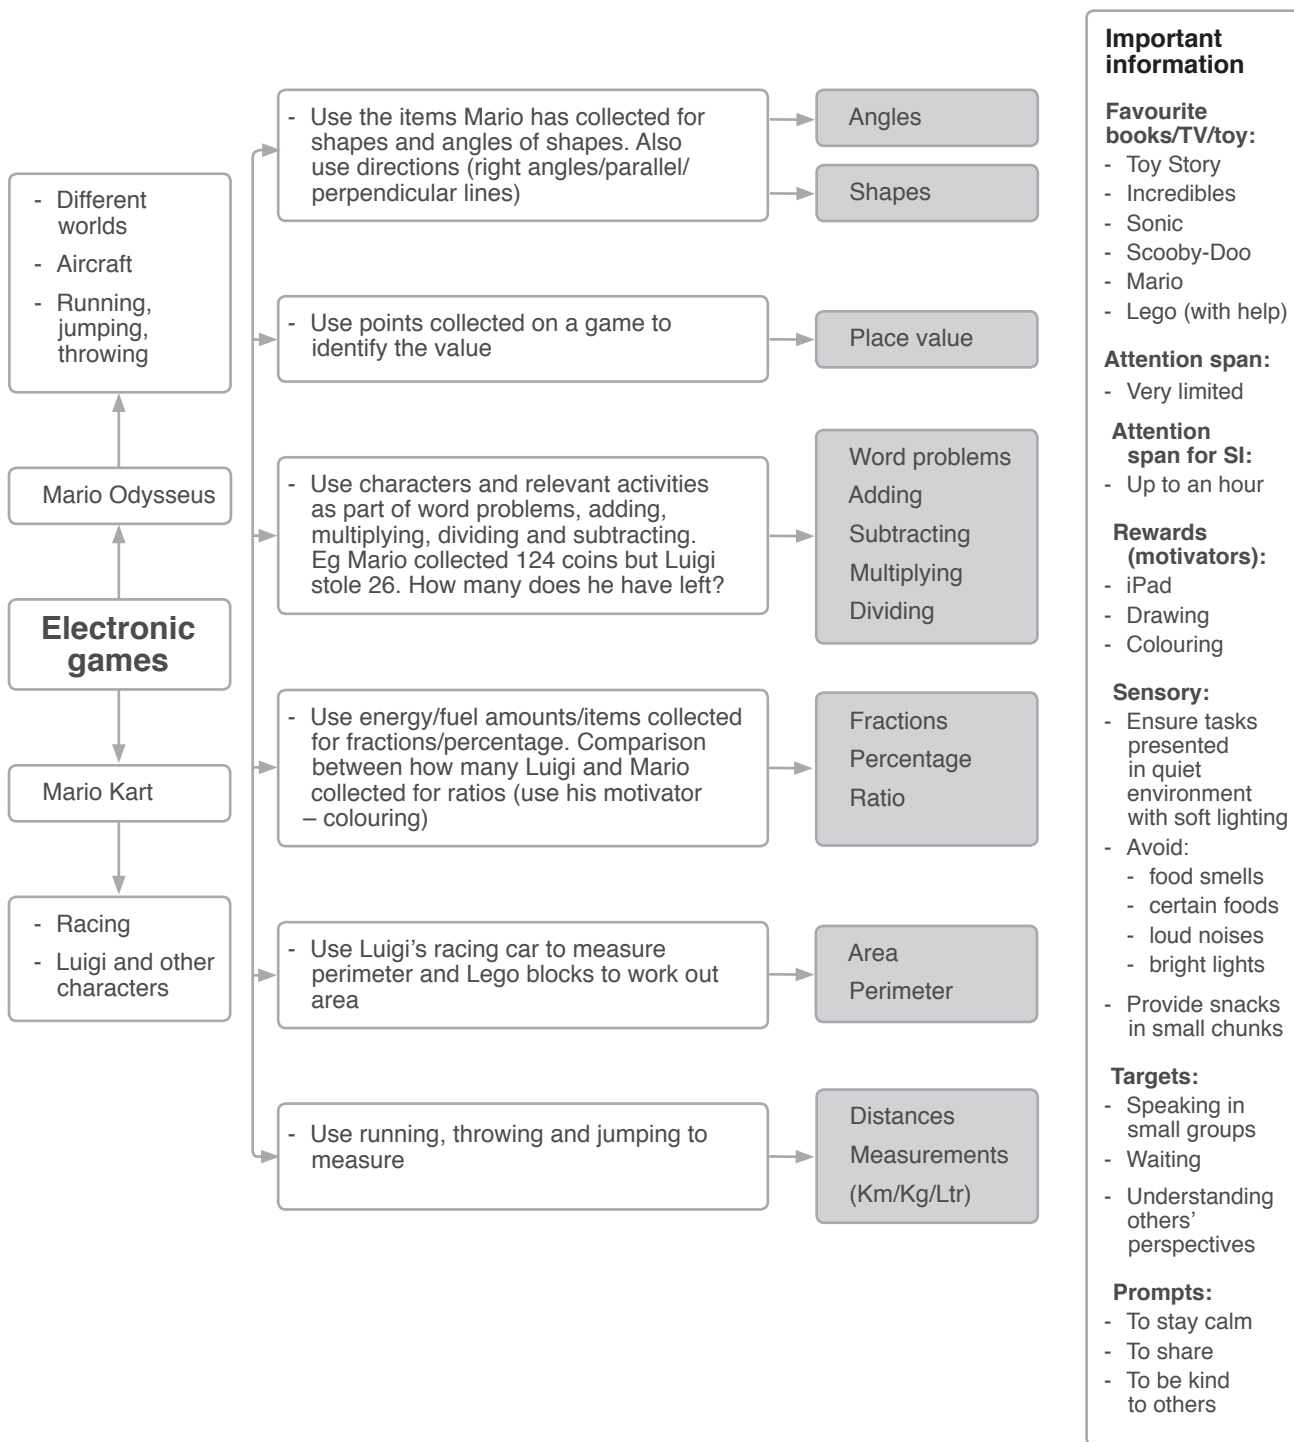 - Different
worlds
- Aircraft
- Running,
jumping,
throwing
Mario Odysseus
Electronic
games
Mario Kart
- Racing
- Luigi and other
characters
- Use the items Mario has collected for
shapes and angles of shapes. Also
use directions (right angles/parallel/
perpendicular lines)
Angles
Shapes
- Use points collected on a game to
identify the value
Place value
- Use characters and relevant activities
as part of word problems, adding,
multiplying, dividing and subtracting.
Eg Mario collected 124 coins but Luigi
stole 26. How many does he have left?
Word problems
Adding
Subtracting
Multiplying
Dividing
- Use energy/fuel amounts/items collected
for fractions/percentage. Comparison
between how many Luigi and Mario
collected for ratios (use his motivator
– colouring)
Fractions
Percentage
Ratio
- Use Luigi’s racing car to measure
perimeter and Lego blocks to work out
area
Area
Perimeter
- Use running, throwing and jumping to
measure
Distances
Measurements
(Km/Kg/Ltr)
Important
information
Favourite
books/TV/toy:
- Toy Story
- Incredibles
- Sonic
- Scooby-Doo
- Mario
- Lego (with help)
Attention span:
- Very limited
Attention
span for SI:
- Up to an hour
Rewards
(motivators):
- iPad
- Drawing
- Colouring
Sensory:
- Ensure tasks
presented
in quiet
environment
with soft lighting
- Avoid:
- food smells
- certain foods
- loud noises
- bright lights
- Provide snacks
in small chunks
Targets:
- Speaking in
small groups
- Waiting
- Understanding
others’
perspectives
Prompts:
- To stay calm
- To share
- To be kind
to others